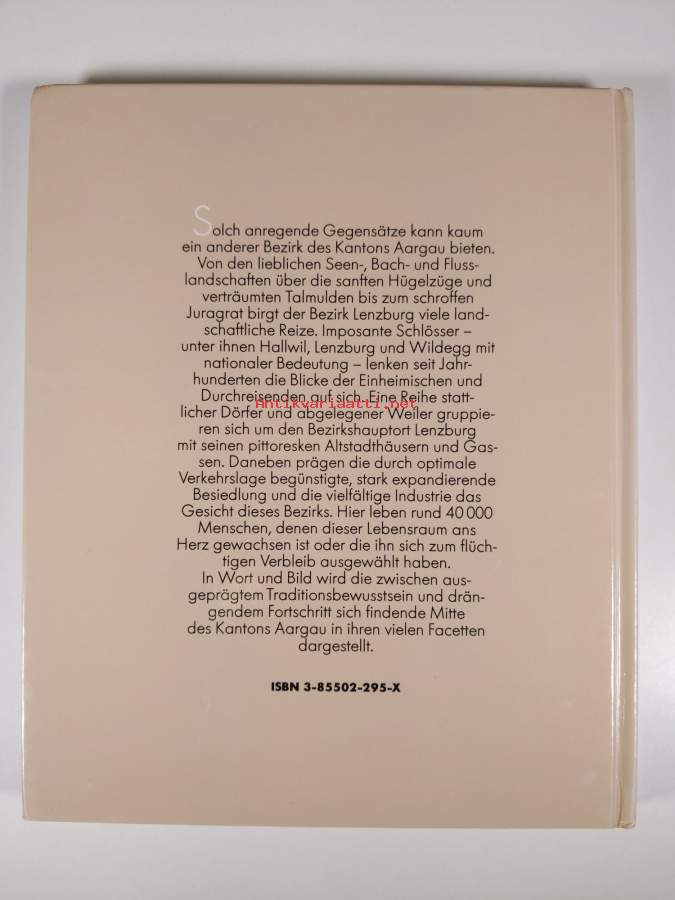 Solch anregende Gegensätze kann kaum
ein anderer Bezirk des Kantons Aargau bieten.
Von den lieblichen Seen-, Bach- und Fluss-
landschaften über die sanften Hügelzüge und
verträumten Talmulden bis zum schroffen
Juragrat birgt der Bezirk Lenzburg viele land-
schaftliche Reize. Imposante Schlösser –
unter ihnen Hallwil, Lenzburg und Wildegg mit
nationaler Bedeutung – lenken seit Jahr-
hunderten die Blicke der Einheimischen und
Durchreisenden auf sich. Eine Reihe statt-
Antikvariaatti.net
licher Dörfer und abgelegener Weiler gruppie-
ren sich um den Bezirkshauptort Lenzburg
mit seinen pittoresken Altstadthäusern und Gas-
sen. Daneben prägen die durch optimale
Verkehrslage begünstigte, stark expandierende
Besiedlung und die vielfältige Industrie das
Gesicht dieses Bezirks. Hier leben rund 40 000
Menschen, denen dieser Lebensraum ans
Herz gewachsen ist oder die ihn sich zum flüch-
tigen Verbleib ausgewählt haben.
In Wort und Bild wird die zwischen aus-
geprägtem Traditionsbewusstsein und drän-
gendem Fortschritt sich findende Mitte
des Kantons Aargau in ihren vielen Facetten
dargestellt.
ISBN 3-85502-295-X